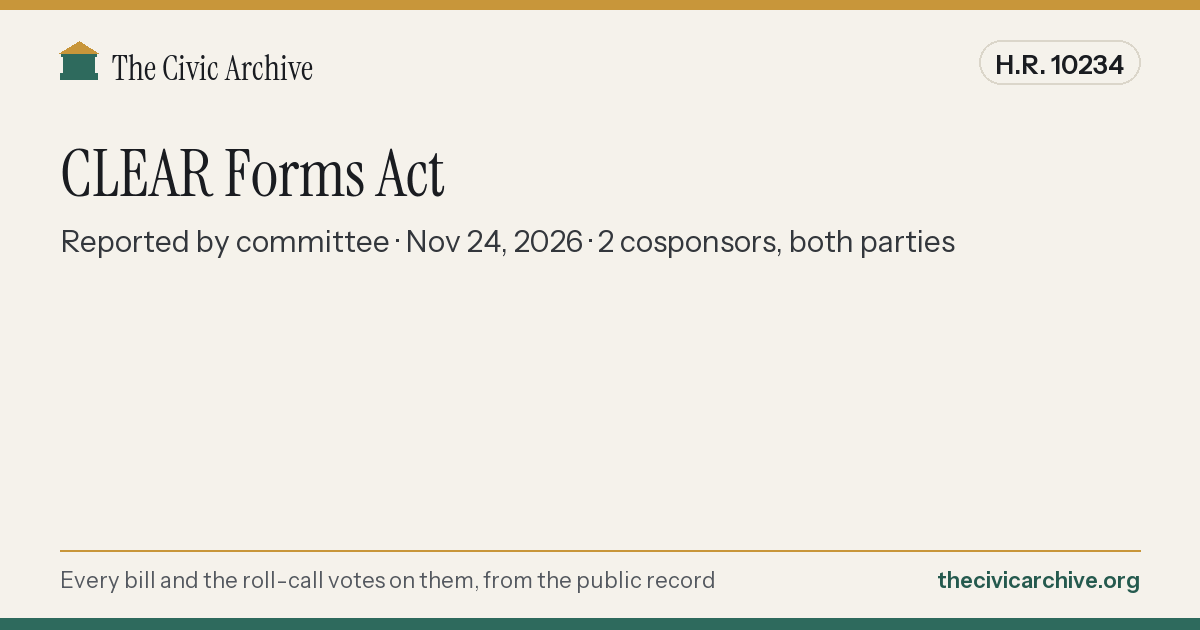 The Civic Archive
H.R. 10234
CLEAR Forms Act
Reported by committee · Nov 24, 2026 · 2 cosponsors, both parties
Every bill and the roll-call votes on them, from the public record
thecivicarchive.org